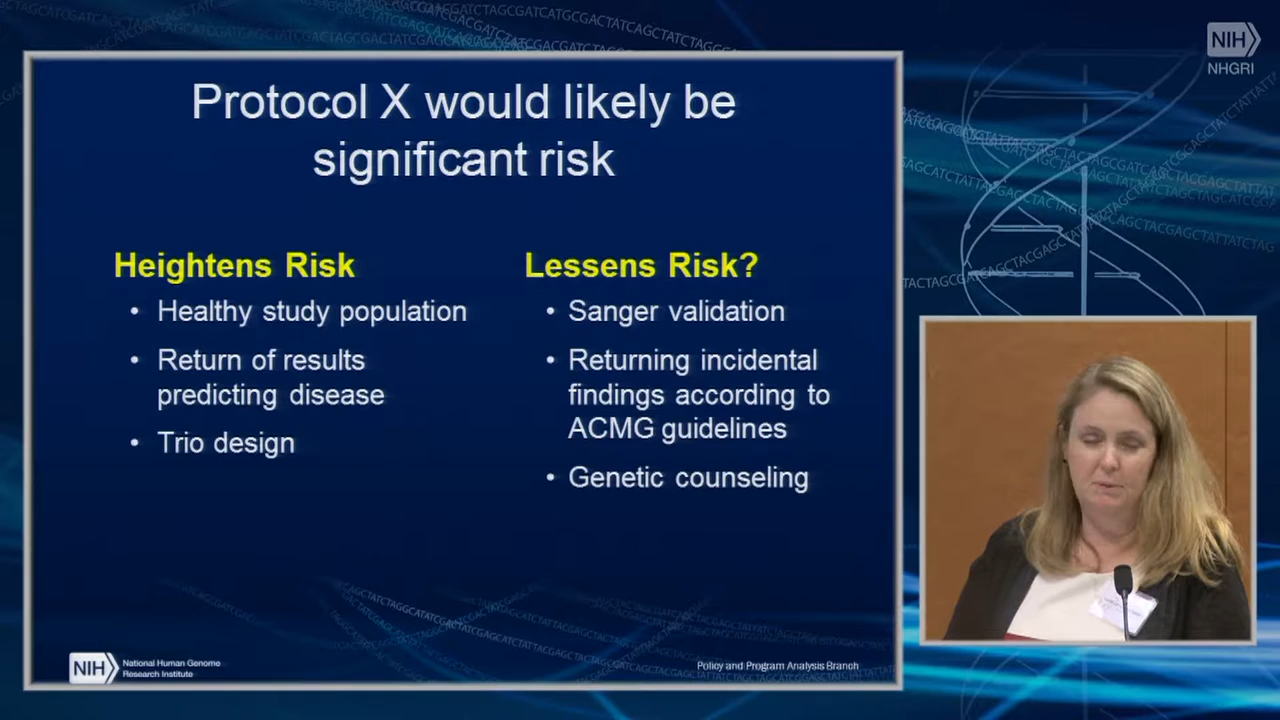 NIH
NHGRI
Protocol X would likely be
significant risk
Heightens Risk
• Healthy study population
• Return of results
predicting disease
• Trio design
Lessens Risk?
• Sanger validation
• Returning incidental
findings according to
ACMG guidelines
• Genetic counseling
NIH
National Human Genome
Research Institute
Policy and Program Analysis Branch